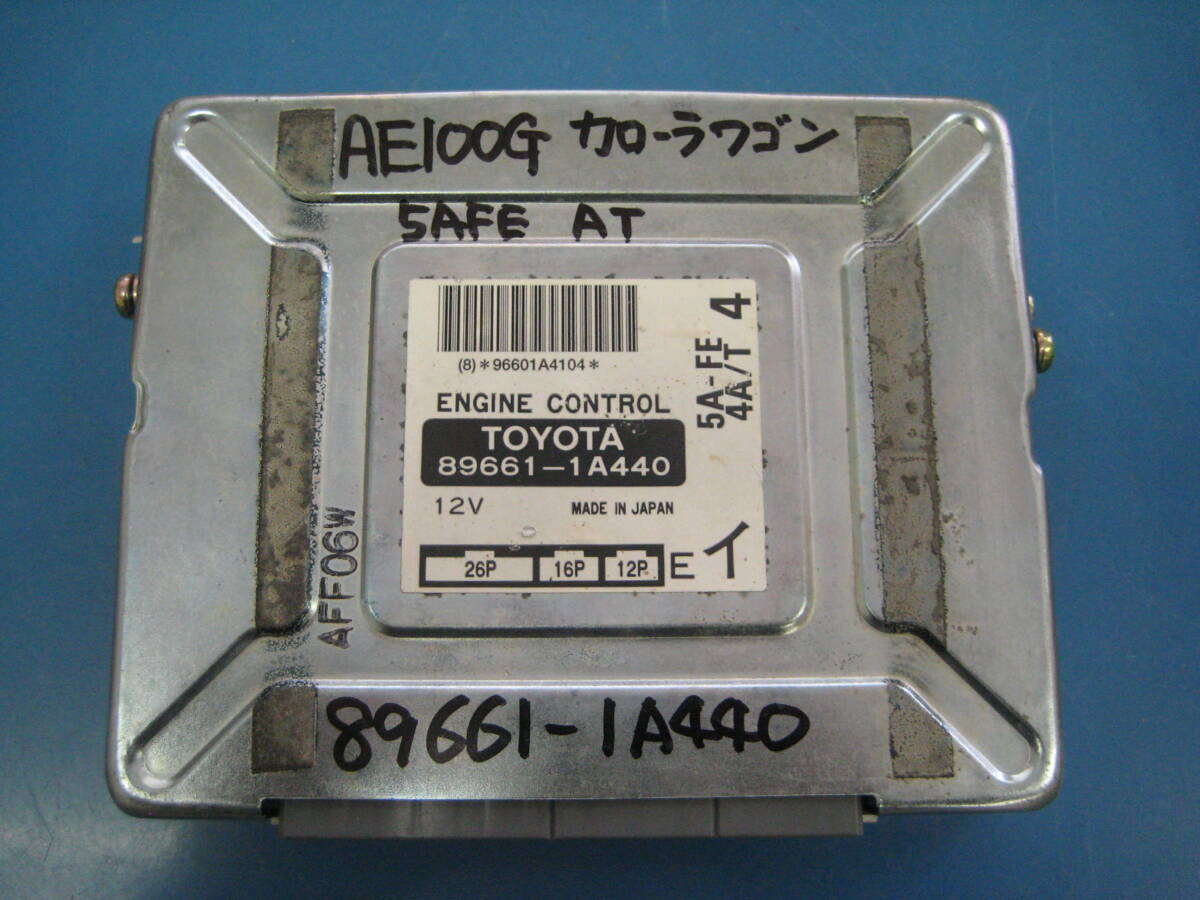 AE100G カローラワゴン
5AFE AT
(8)*96601A4104*
ENGINE CONTROL
TOYOTA
89661-1A440
12V MADE IN JAPAN
26P 16P 12P E イ
5A-FE
4A/T 4
AFF06W
89661-1A440